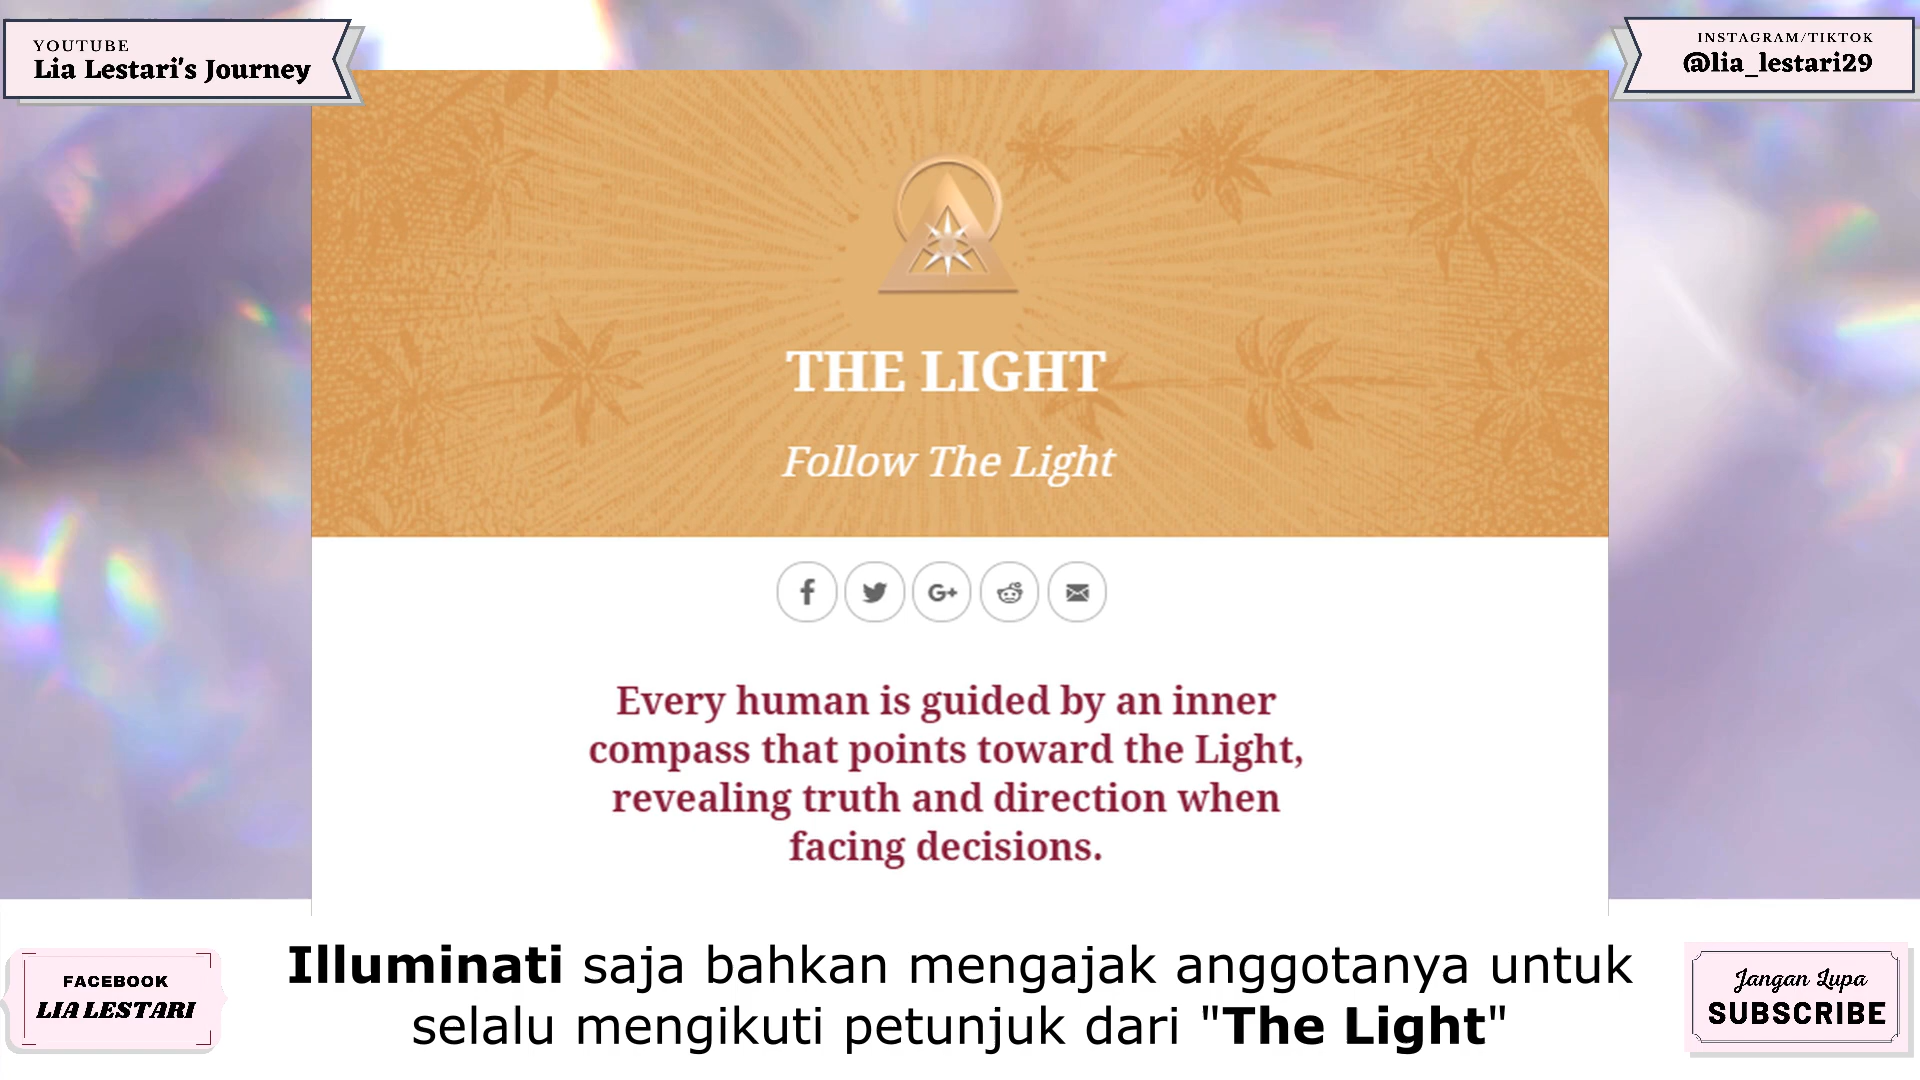 YOUTUBE
Lia Lestari's Journey
INSTAGRAM/TIKTOK
@lia_lestari29
THE LIGHT
Follow The Light
Every human is guided by an inner
compass that points toward the Light,
revealing truth and direction when
facing decisions.
Illuminati saja bahkan mengajak anggotanya untuk
selalu mengikuti petunjuk dari "The Light"
FACEBOOK
LIA LESTARI
Jangan Lupa
SUBSCRIBE